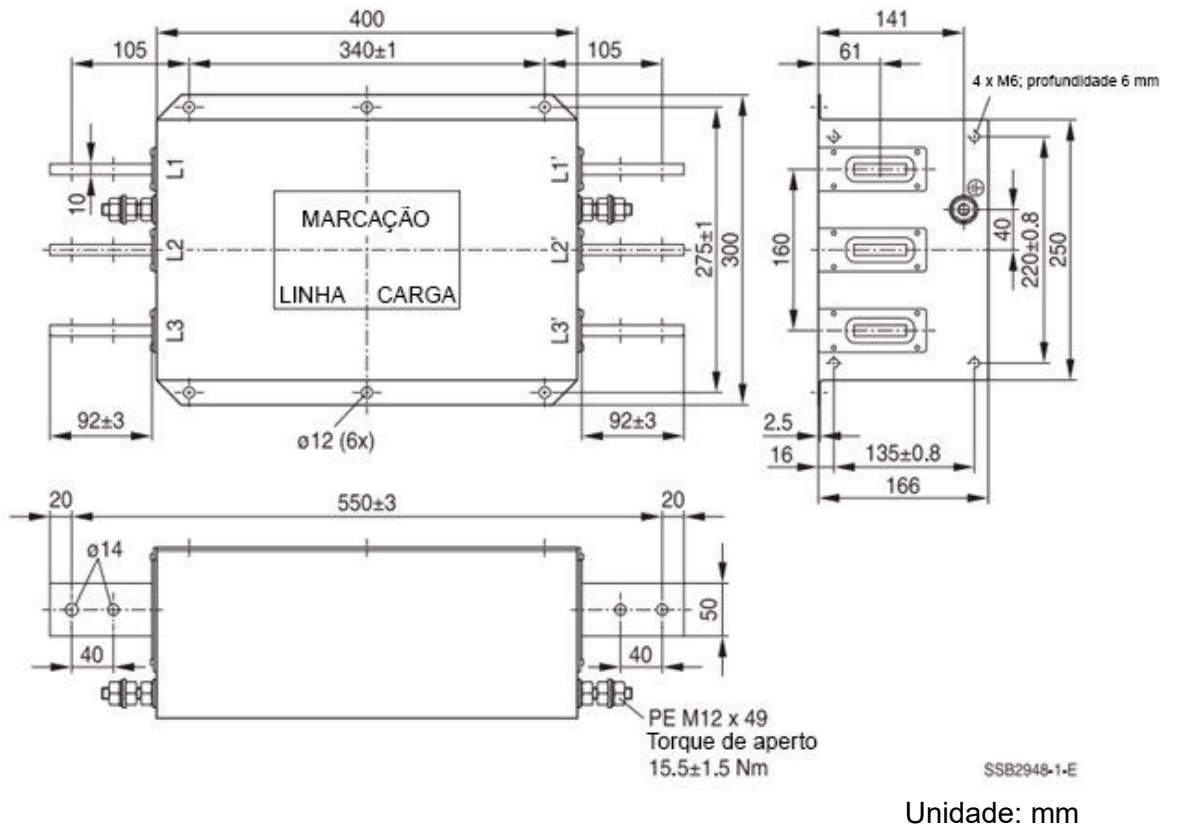 400
141
105
340±1
105
61
4 x M6; profundidade 6 mm
L1
L1'
10
MARCAÇÃO
L2
L2'
275±1
300
160
40
220±0.8
250
LINHA CARGA
L3
L3'
92±3
92±3
ø12 (6x)
2.5
16
135±0.8
166
20
550±3
20
ø14
50
40
40
PE M12 x 49
Torque de aperto
15.5±1.5 Nm
SSB2948-1-E
Unidade: mm